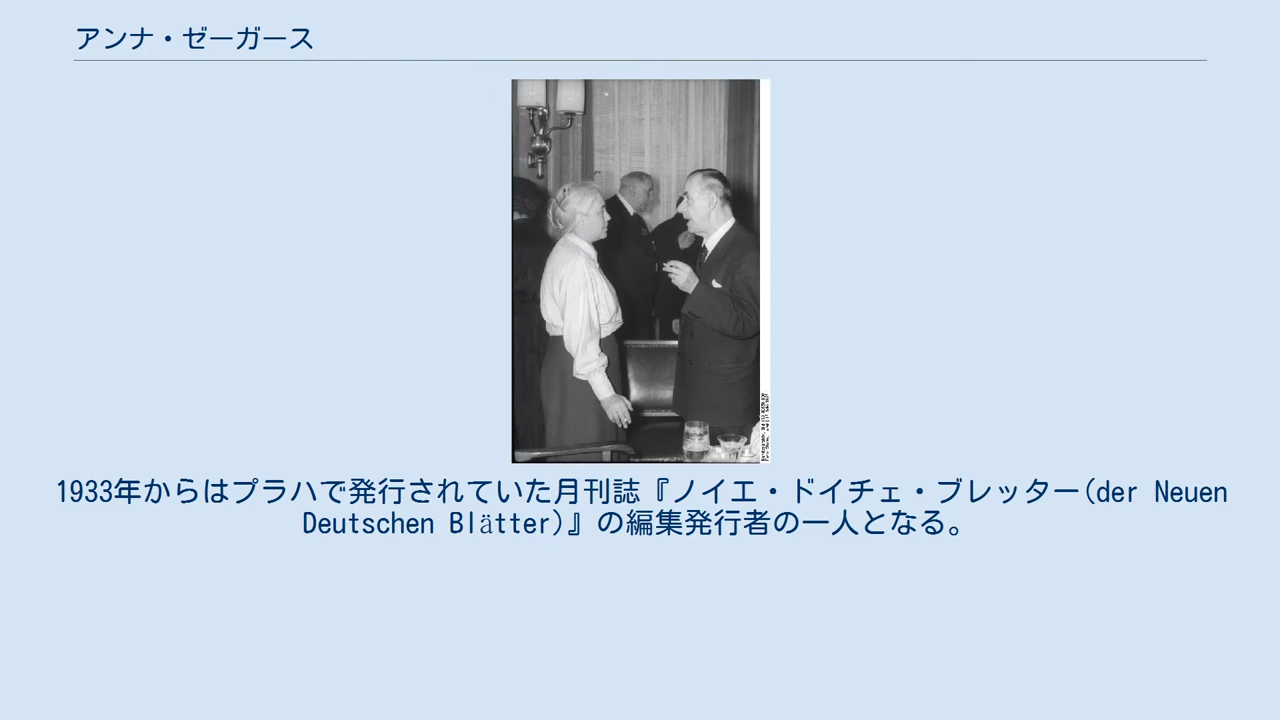 アンナ・ゼーガース
1933年からはプラハで発行されていた月刊誌『ノイエ・ドイチェ・ブレッター(der Neuen
Deutschen Blätter)』の編集発行者の一人となる。